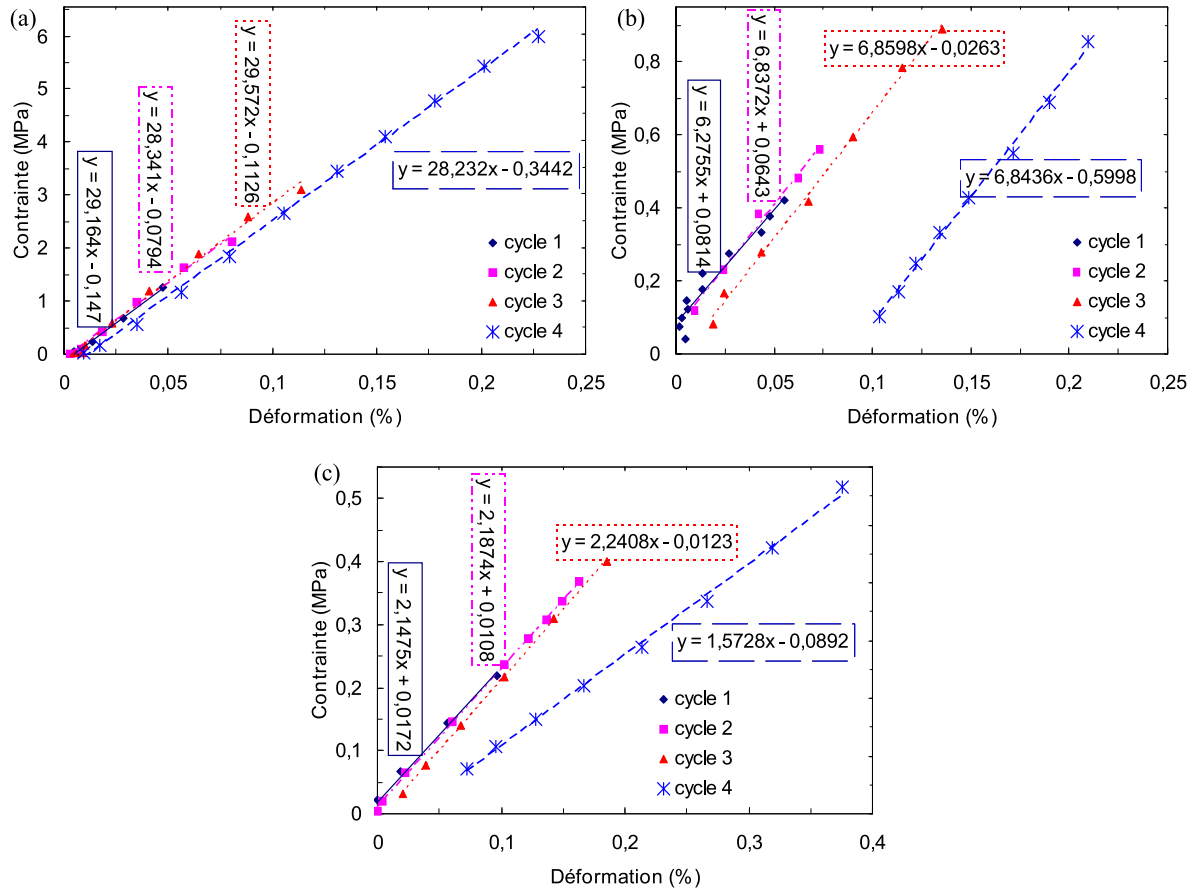 (a)
Contrainte (MPa)
6
5
4
3
2
1
0
y = 29,164x - 0,147
y = 28,341x - 0,0794
y = 29,572x - 0,1126
y = 28,232x - 0,3442
cycle 1
cycle 2
cycle 3
cycle 4
0
0,05
0,1
0,15
0,2
0,25
Déformation (%)
(b)
Contrainte (MPa)
0,8
0,6
0,4
0,2
0
y = 6,2755x + 0,0814
y = 6,8372x + 0,0643
y = 6,8598x - 0,0263
y = 6,8436x - 0,5998
cycle 1
cycle 2
cycle 3
cycle 4
0
0,05
0,1
0,15
0,2
0,25
Déformation (%)
(c)
Contrainte (MPa)
0,5
0,4
0,3
0,2
0,1
0
y = 2,1475x + 0,0172
y = 2,1874x + 0,0108
y = 2,2408x - 0,0123
y = 1,5728x - 0,0892
cycle 1
cycle 2
cycle 3
cycle 4
0
0,1
0,2
0,3
0,4
Déformation (%)